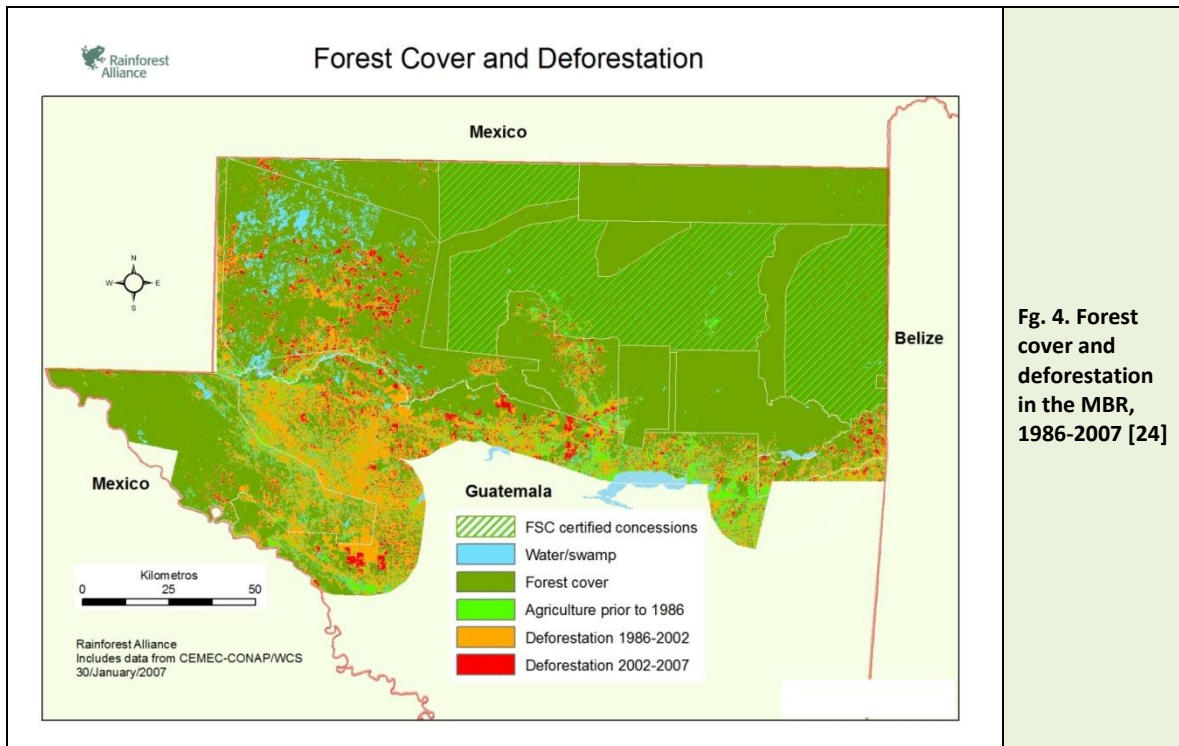 Rainforest
Alliance
Forest Cover and Deforestation
Mexico
N
W
E
S
Belize
Mexico
Guatemala
FSC certified concessions
Water/swamp
Forest cover
Agriculture prior to 1986
Deforestation 1986-2002
Deforestation 2002-2007
Kilometros
0 25 50
Rainforest Alliance
Includes data from CEMEC-CONAP/WCS
30/January/2007
Fg. 4. Forest
cover and
deforestation
in the MBR,
1986-2007 [24]